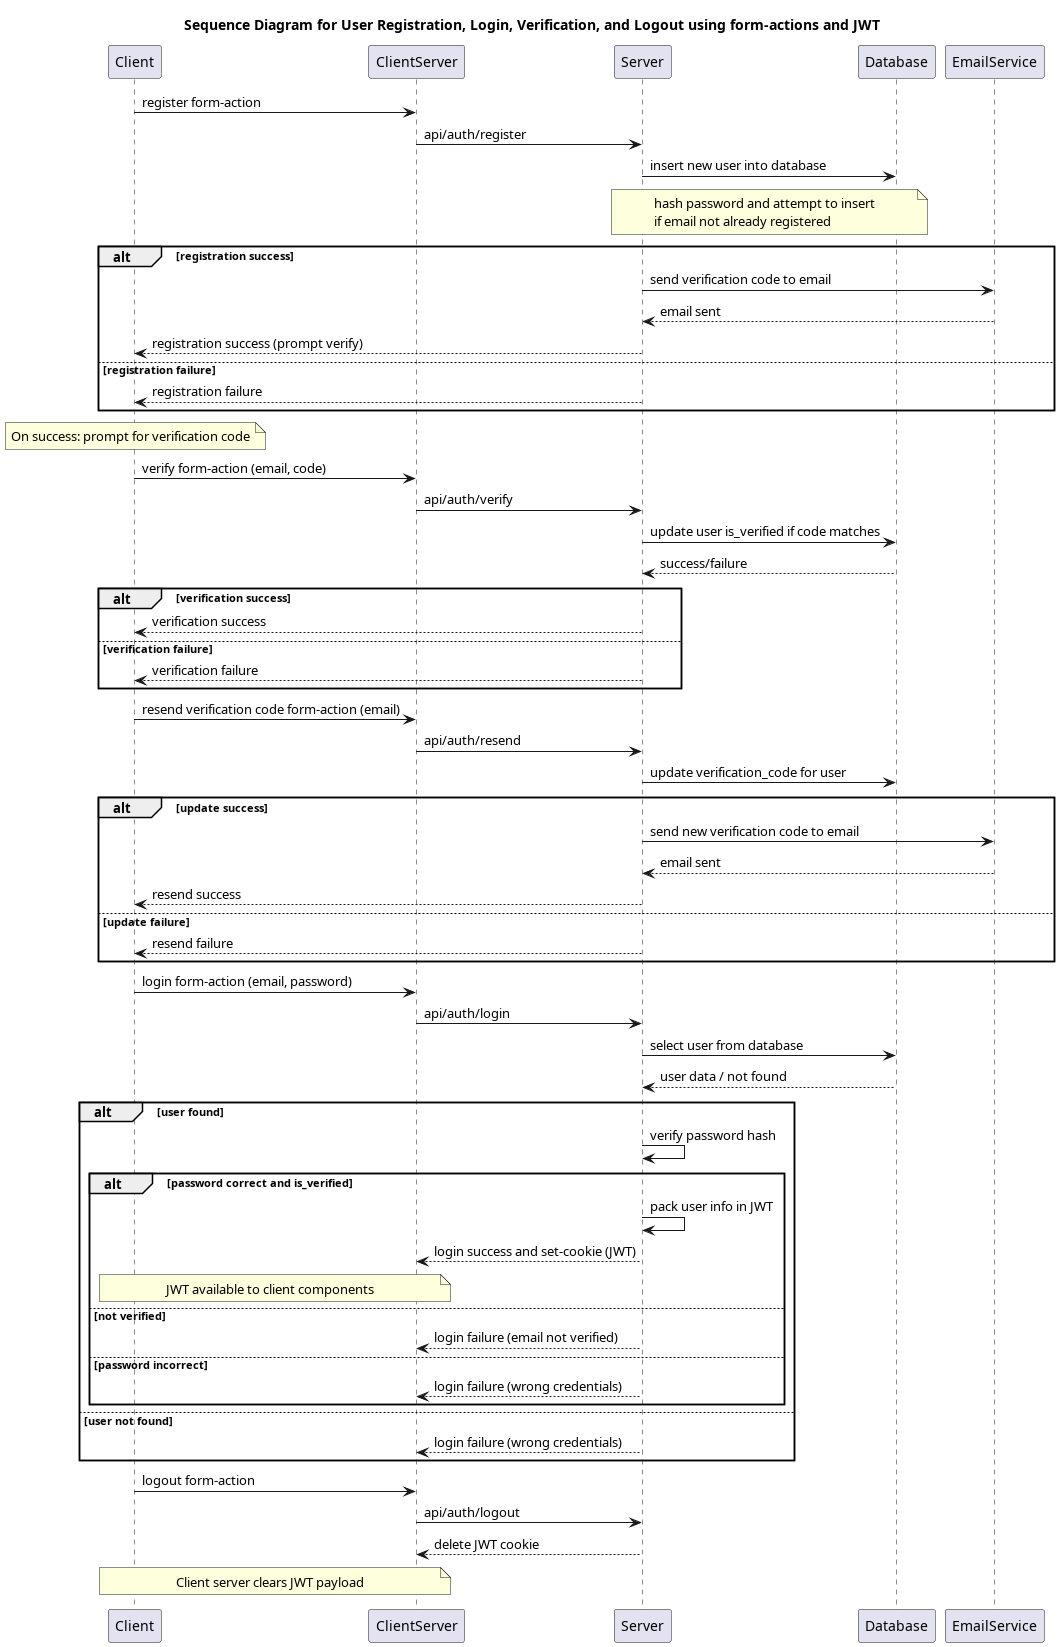 Sequence Diagram for User Registration, Login, Verification, and Logout using form-actions and JWT
Client ClientServer Server Database EmailService
register form-action
api/auth/register
insert new user into database
hash password and attempt to insert
if email not already registered
alt [registration success]
send verification code to email
email sent
registration success (prompt verify)
[registration failure]
registration failure
On success: prompt for verification code
verify form-action (email, code)
api/auth/verify
update user is_verified if code matches
success/failure
alt [verification success]
verification success
[verification failure]
verification failure
resend verification code form-action (email)
api/auth/resend
update verification_code for user
alt [update success]
send new verification code to email
email sent
resend success
[update failure]
resend failure
login form-action (email, password)
api/auth/login
select user from database
user data / not found
alt [user found]
verify password hash
alt [password correct and is_verified]
pack user info in JWT
login success and set-cookie (JWT)
JWT available to client components
[not verified]
login failure (email not verified)
[password incorrect]
login failure (wrong credentials)
[user not found]
login failure (wrong credentials)
logout form-action
api/auth/logout
delete JWT cookie
Client server clears JWT payload
Client ClientServer Server Database EmailService